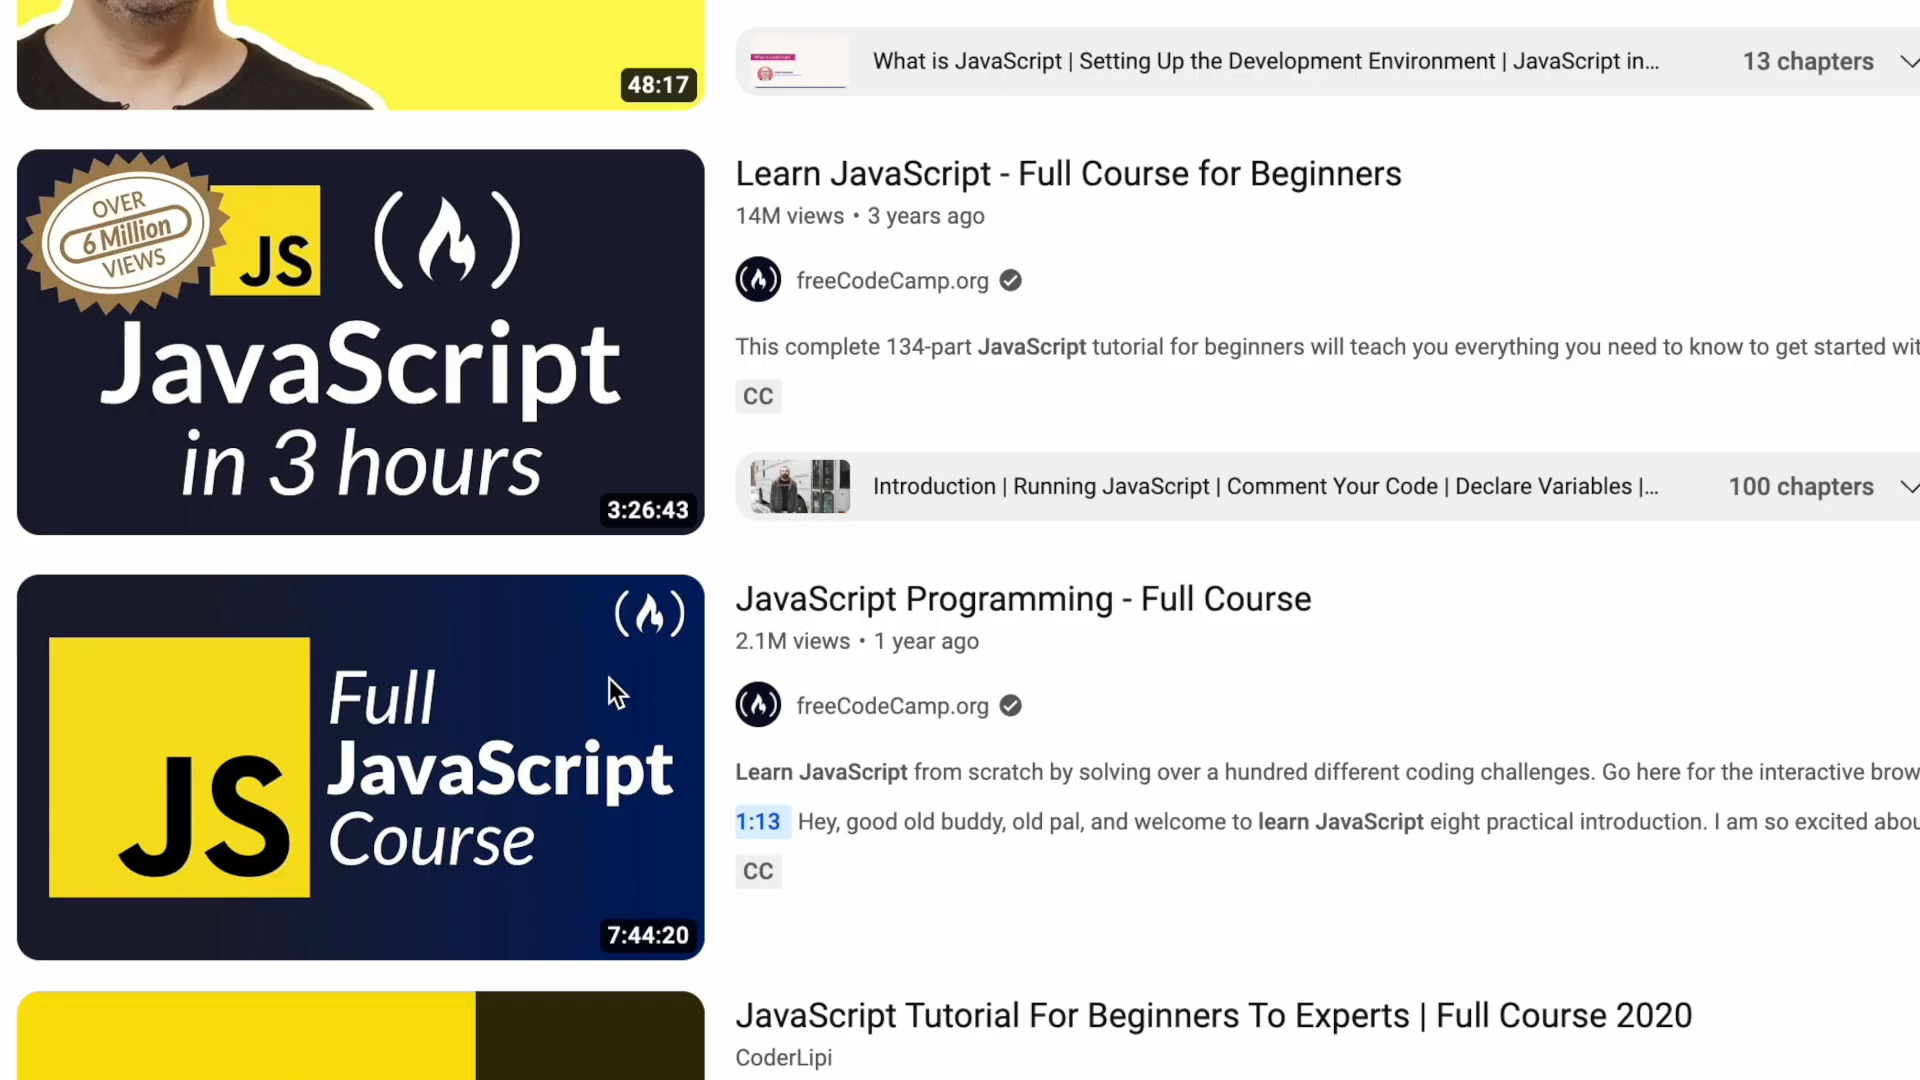 48:17
What is JavaScript | Setting Up the Development Environment | JavaScript in...
13 chapters
OVER
6 Million
VIEWS
JS
JavaScript
in 3 hours
3:26:43
Learn JavaScript - Full Course for Beginners
14M views • 3 years ago
freeCodeCamp.org
This complete 134-part JavaScript tutorial for beginners will teach you everything you need to know to get started wit
CC
Introduction | Running JavaScript | Comment Your Code | Declare Variables |...
100 chapters
JS
Full
JavaScript
Course
7:44:20
JavaScript Programming - Full Course
2.1M views • 1 year ago
freeCodeCamp.org
Learn JavaScript from scratch by solving over a hundred different coding challenges. Go here for the interactive brow
1:13 Hey, good old buddy, old pal, and welcome to learn JavaScript eight practical introduction. I am so excited abou
CC
JavaScript Tutorial For Beginners To Experts | Full Course 2020
CoderLipi